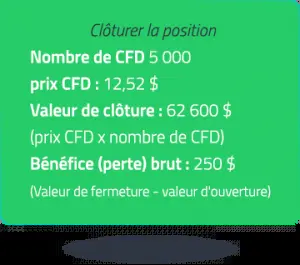 Clôturer la position
Nombre de CFD 5 000
prix CFD : 12,52 $
Valeur de clôture : 62 600 $
(prix CFD x nombre de CFD)
Bénéfice (perte) brut : 250 $
(Valeur de fermeture - valeur d'ouverture)